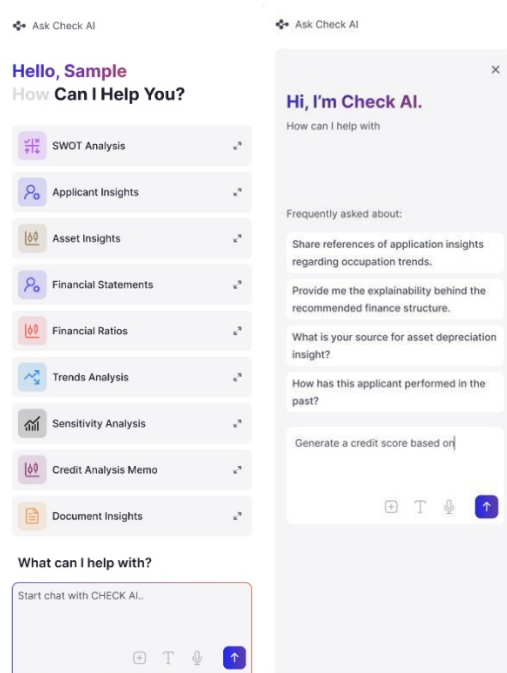 Ask Check AI
Hello, Sample
How Can I Help You?
SWOT Analysis
Applicant Insights
Asset Insights
Financial Statements
Financial Ratios
Trends Analysis
Sensitivity Analysis
Credit Analysis Memo
Document Insights
What can I help with?
Start chat with CHECK AI..
Ask Check AI
Hi, I'm Check AI.
How can I help with
Frequently asked about:
Share references of application insights
regarding occupation trends.
Provide me the explainability behind the
recommended finance structure.
What is your source for asset depreciation
insight?
How has this applicant performed in the
past?
Generate a credit score based on